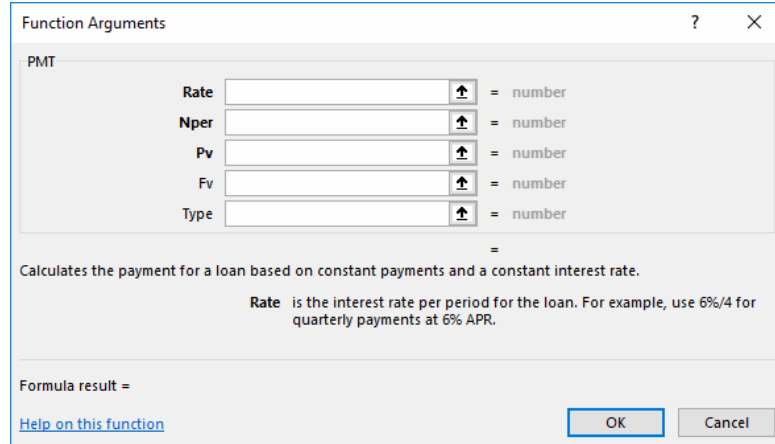 Function Arguments ? ×
PMT
Rate = number
Nper = number
Pv = number
Fv = number
Type = number
=
Calculates the payment for a loan based on constant payments and a constant interest rate.
Rate is the interest rate per period for the loan. For example, use 6%/4 for
quarterly payments at 6% APR.
Formula result =
Help on this function OK Cancel